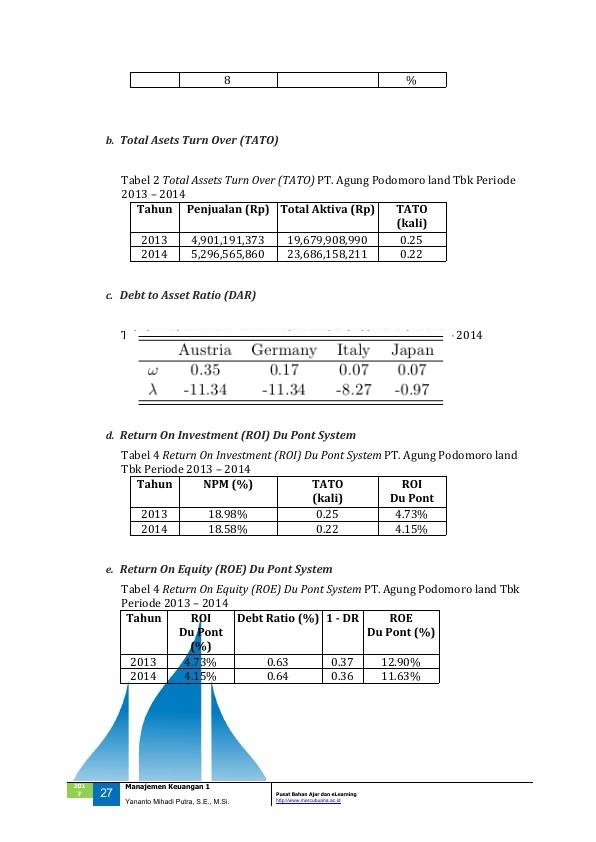 8 %
b. Total Asets Turn Over (TATO)
Tabel 2 Total Assets Turn Over (TATO) PT. Agung Podomoro land Tbk Periode
2013 – 2014
Tahun Penjualan (Rp) Total Aktiva (Rp) TATO
(kali)
2013 4,901,191,373 19,679,908,990 0.25
2014 5,296,565,860 23,686,158,211 0.22
c. Debt to Asset Ratio (DAR)
2014
Austria Germany Italy Japan
ω 0.35 0.17 0.07 0.07
λ -11.34 -11.34 -8.27 -0.97
d. Return On Investment (ROI) Du Pont System
Tabel 4 Return On Investment (ROI) Du Pont System PT. Agung Podomoro land
Tbk Periode 2013 – 2014
Tahun NPM (%) TATO ROI
(kali) Du Pont
2013 18.98% 0.25 4.73%
2014 18.58% 0.22 4.15%
e. Return On Equity (ROE) Du Pont System
Tabel 4 Return On Equity (ROE) Du Pont System PT. Agung Podomoro land Tbk
Periode 2013 – 2014
Tahun ROI Debt Ratio (%) 1 - DR ROE
Du Pont Du Pont (%)
(%)
2013 4.73% 0.63 0.37 12.90%
2014 4.15% 0.64 0.36 11.63%
201
7
27
Manajemen Keuangan 1
Yananto Mihadi Putra, S.E., M.Si.
Pusat Bahan Ajar dan eLearning
http://www.mercubuana.ac.id